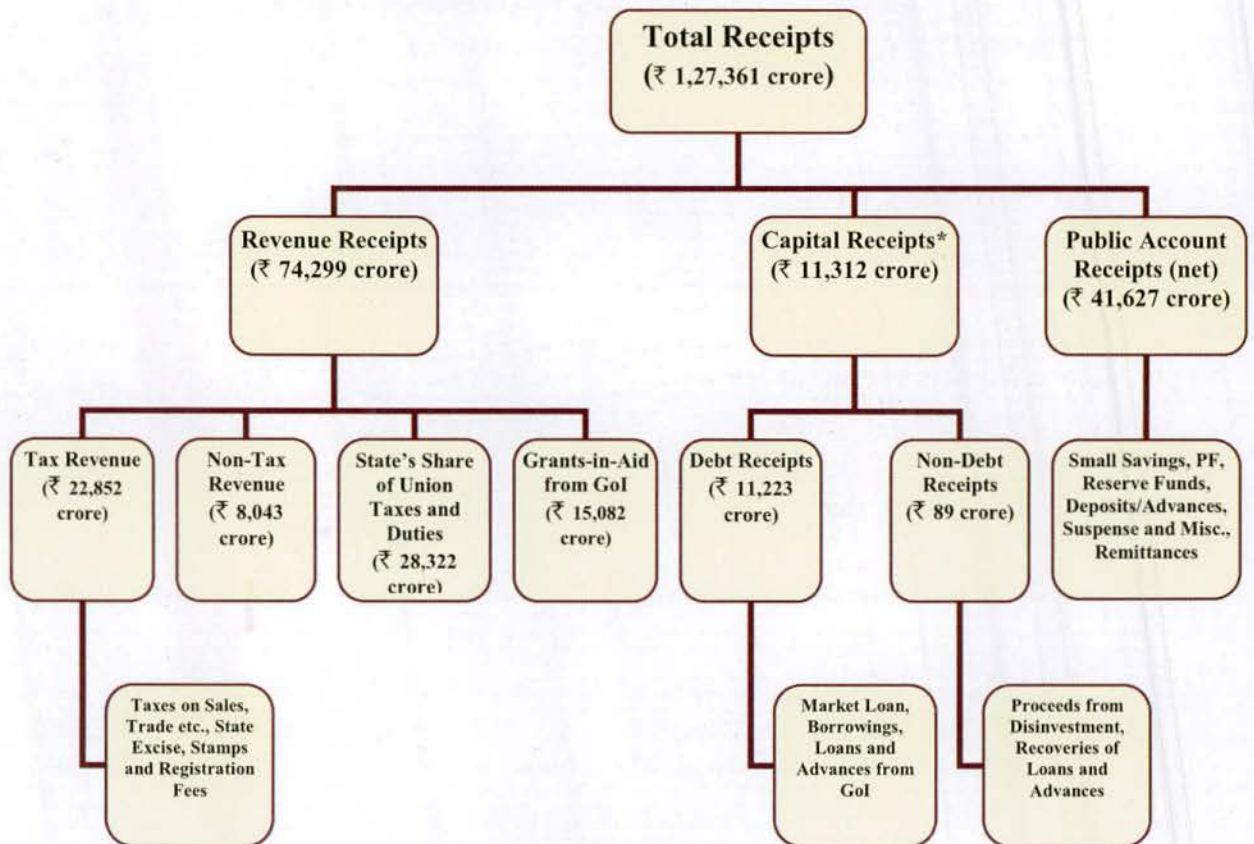 Total Receipts
(₹ 1,27,361 crore)
Revenue Receipts
(₹ 74,299 crore)
Capital Receipts*
(₹ 11,312 crore)
Public Account
Receipts (net)
(₹ 41,627 crore)
Tax Revenue
(₹ 22,852
crore)
Non-Tax
Revenue
(₹ 8,043
crore)
State's Share
of Union
Taxes and
Duties
(₹ 28,322
crore)
Grants-in-Aid
from GoI
(₹ 15,082
crore)
Debt Receipts
(₹ 11,223
crore)
Non-Debt
Receipts
(₹ 89 crore)
Small Savings, PF,
Reserve Funds,
Deposits/Advances,
Suspense and Misc.,
Remittances
Taxes on Sales,
Trade etc., State
Excise, Stamps
and Registration
Fees
Market Loan,
Borrowings,
Loans and
Advances from
GoI
Proceeds from
Disinvestment,
Recoveries of
Loans and
Advances